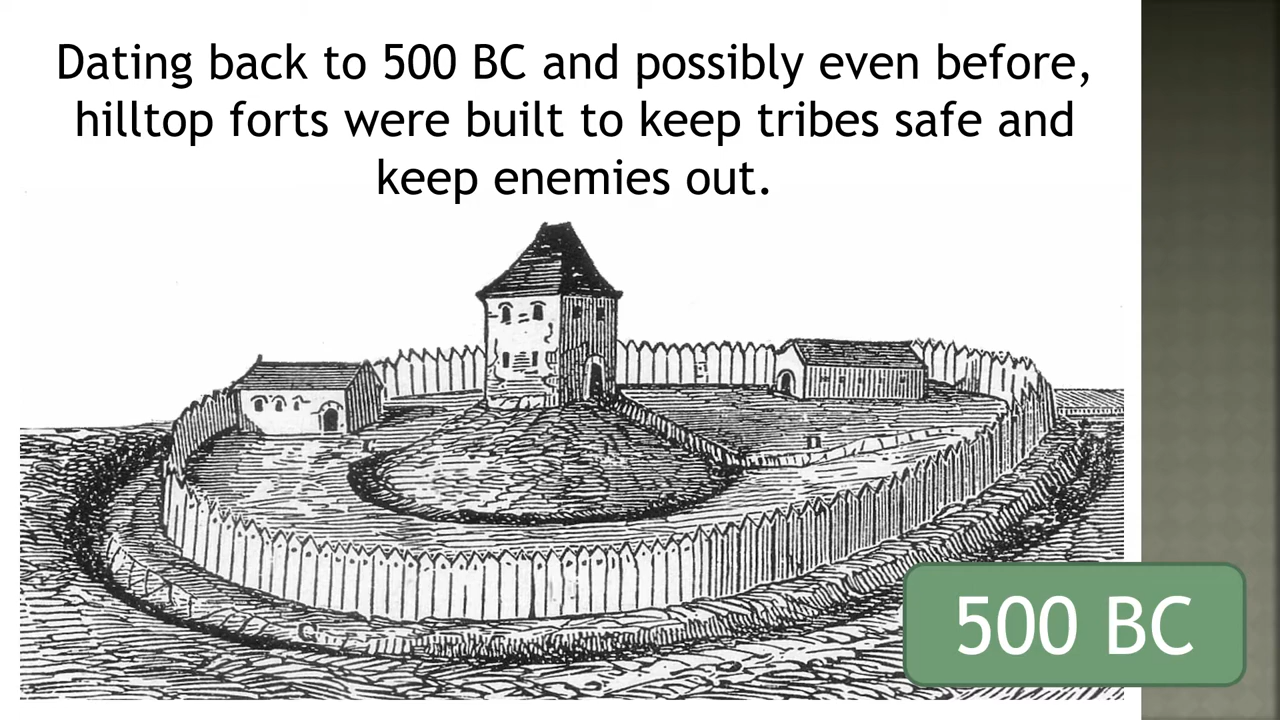 Dating back to 500 BC and possibly even before,
hilltop forts were built to keep tribes safe and
keep enemies out.
500 BC